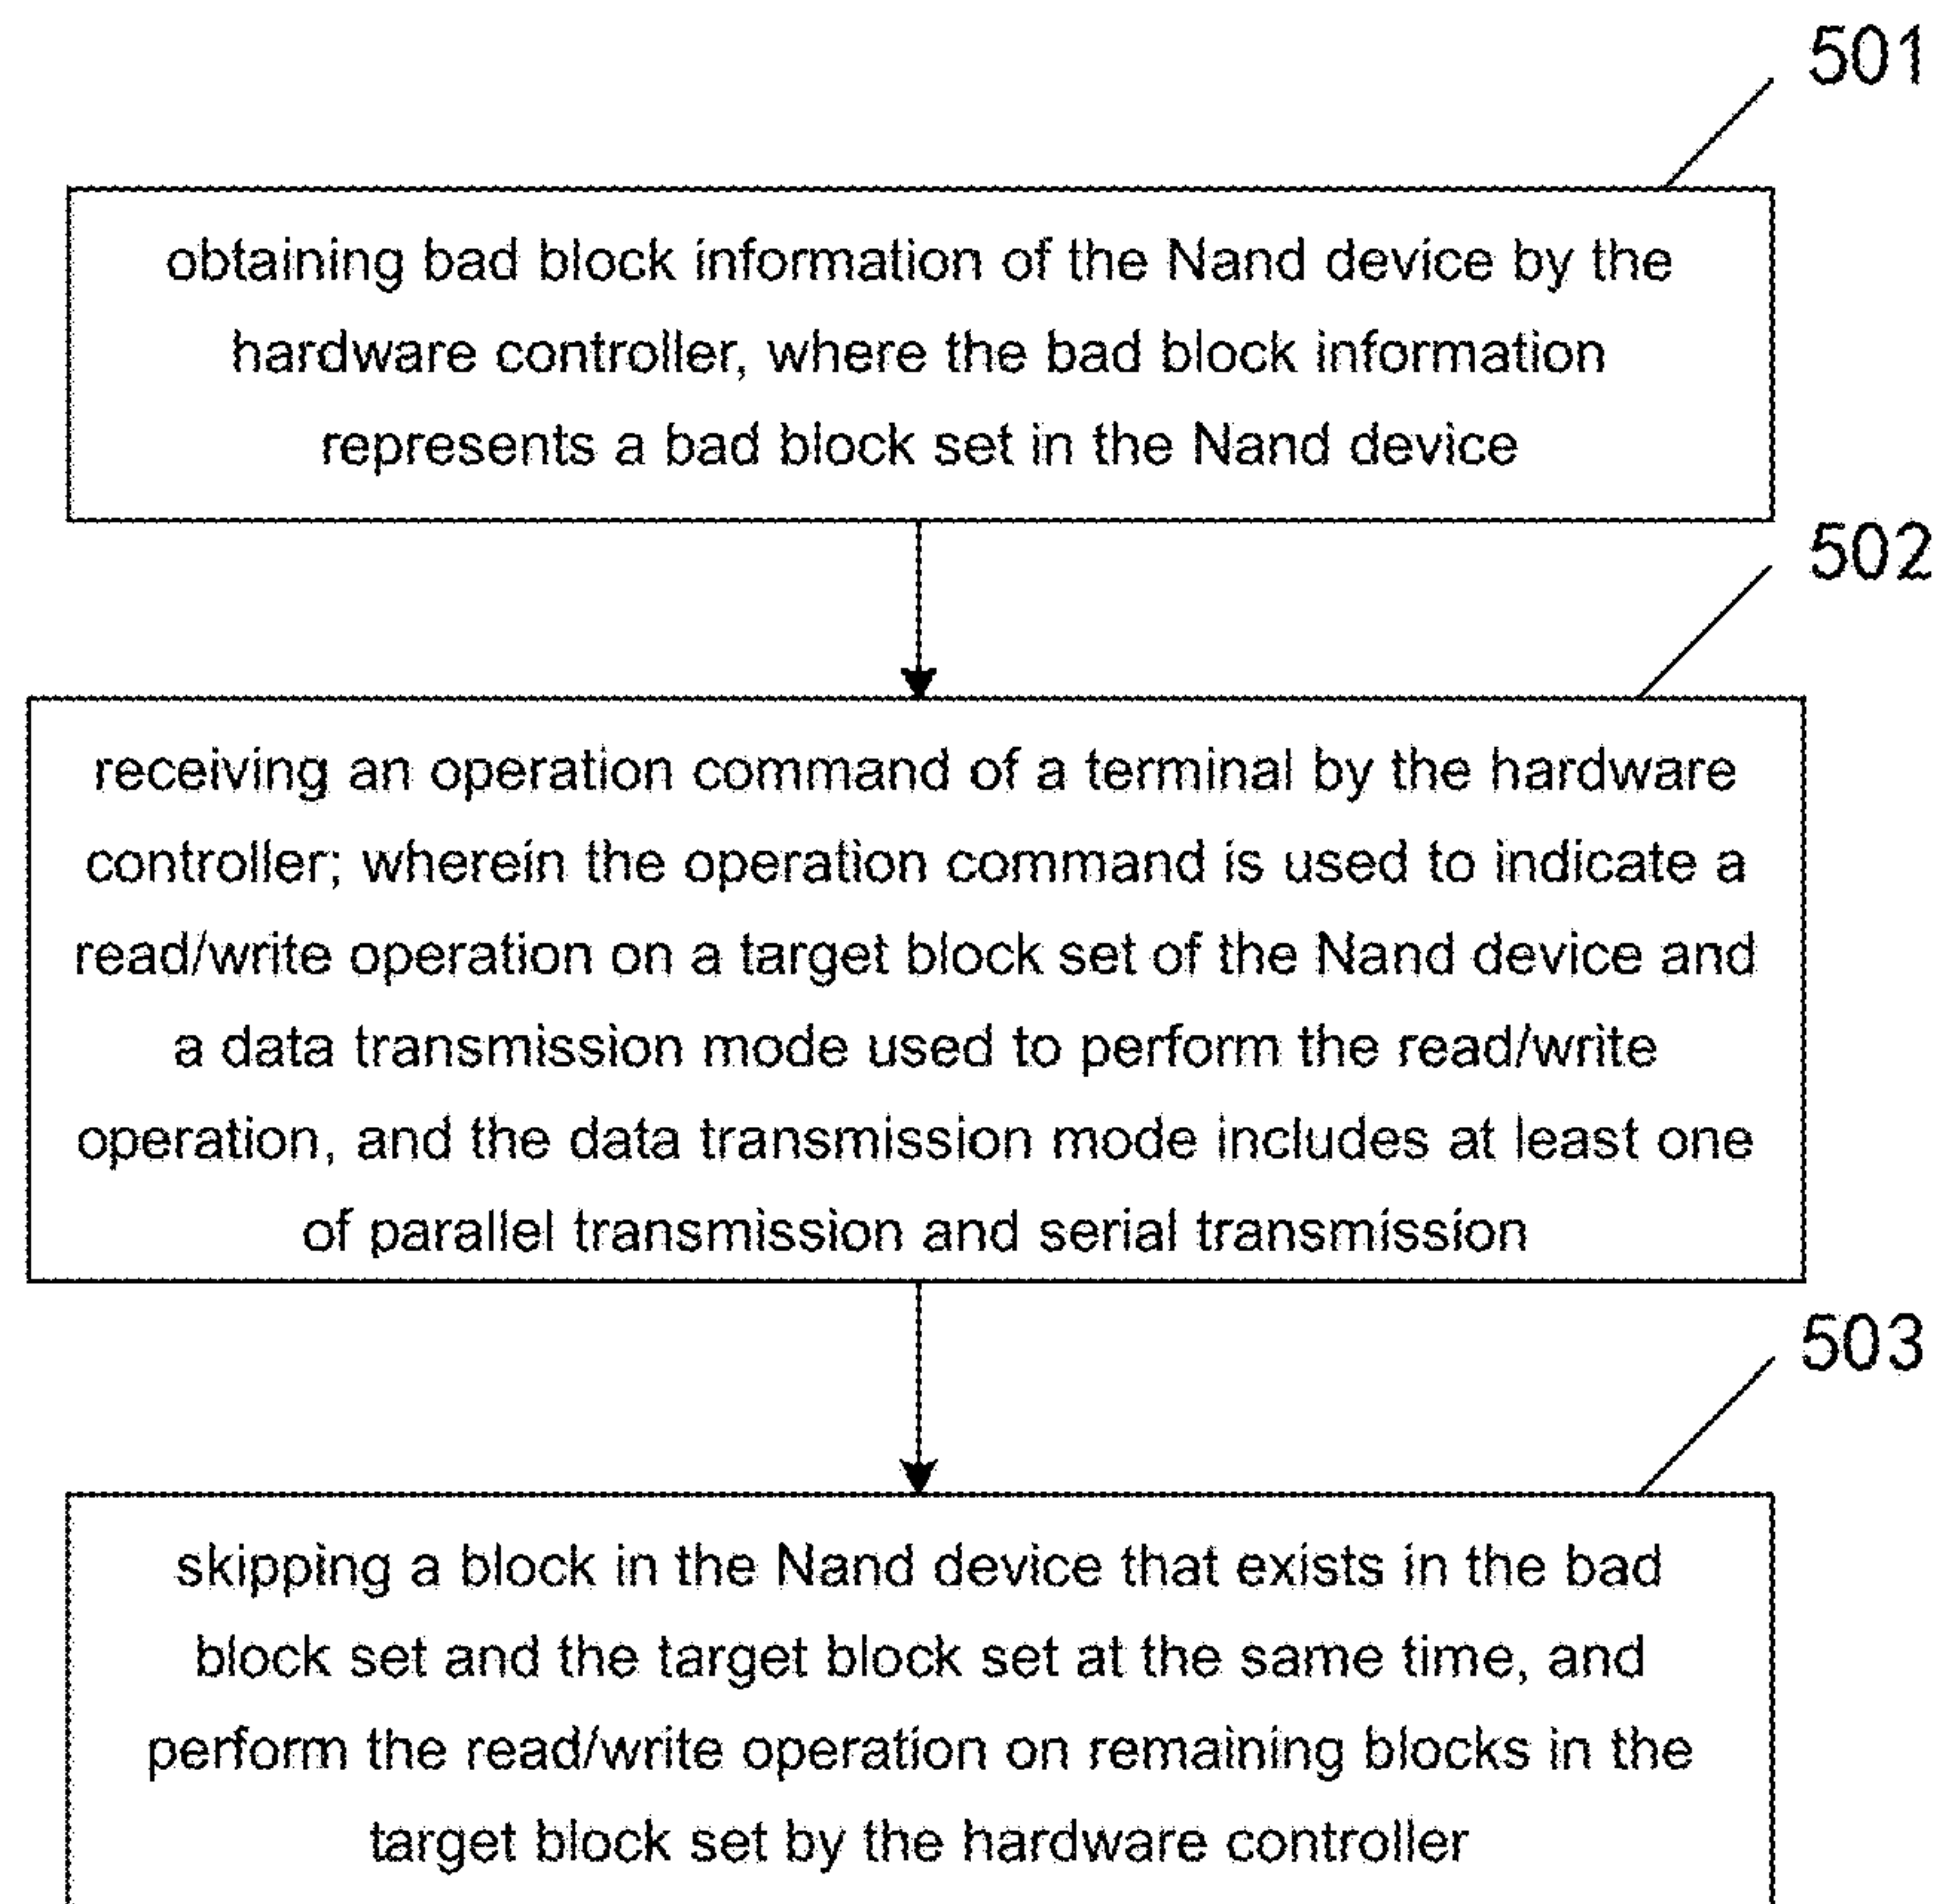 501
obtaining bad block information of the Nand device by the
hardware controller, where the bad block information
represents a bad block set in the Nand device
502
receiving an operation command of a terminal by the hardware
controller; wherein the operation command is used to indicate a
read/write operation on a target block set of the Nand device and
a data transmission mode used to perform the read/write
operation, and the data transmission mode includes at least one
of parallel transmission and serial transmission
503
skipping a block in the Nand device that exists in the bad
block set and the target block set at the same time, and
perform the read/write operation on remaining blocks in the
target block set by the hardware controller